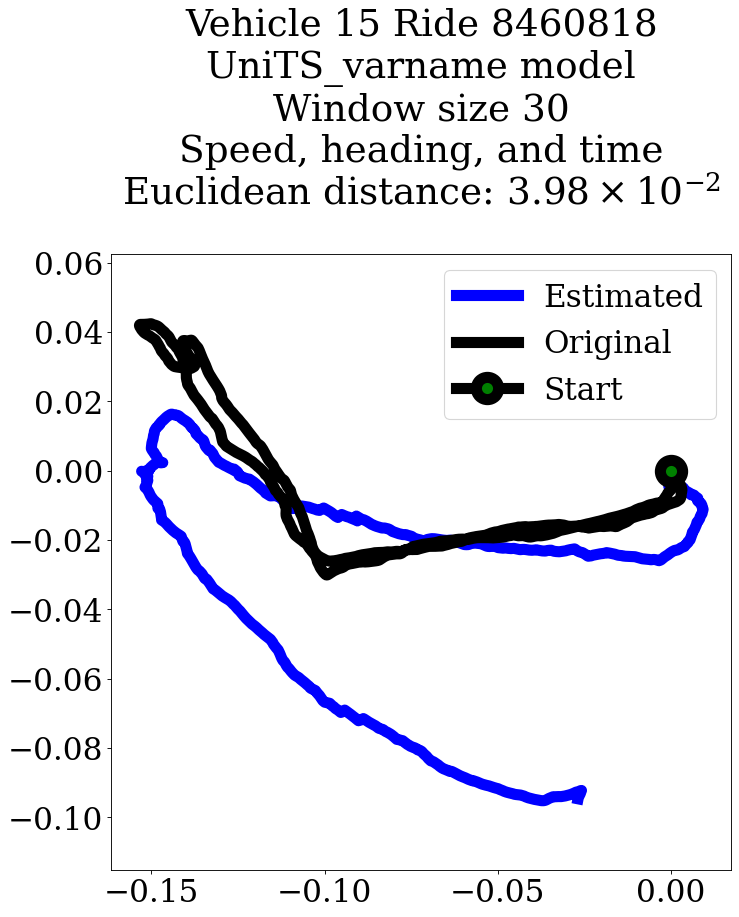 Vehicle 15 Ride 8460818
UniTS_varname model
Window size 30
Speed, heading, and time
Euclidean distance: 3.98 × 10⁻²
Estimated
Original
Start
0.06
0.04
0.02
0.00
−0.02
−0.04
−0.06
−0.08
−0.10
−0.15 −0.10 −0.05 0.00